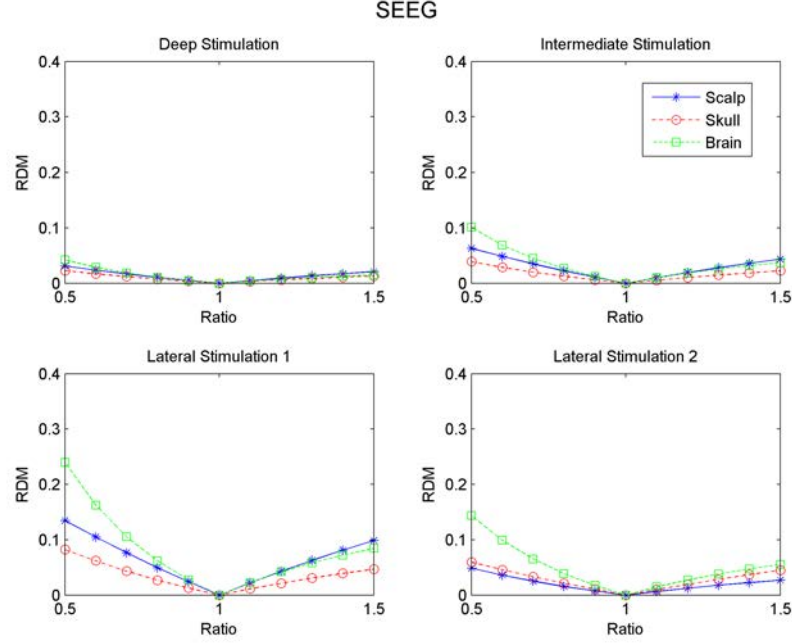 SEEG
Deep Stimulation
0.4
0.3
0.2
0.1
0
RDM
0.5
1
1.5
Ratio
Intermediate Stimulation
0.4
0.3
0.2
0.1
0
RDM
Scalp
Skull
Brain
0.5
1
1.5
Ratio
Lateral Stimulation 1
0.4
0.3
0.2
0.1
0
RDM
0.5
1
1.5
Ratio
Lateral Stimulation 2
0.4
0.3
0.2
0.1
0
RDM
0.5
1
1.5
Ratio